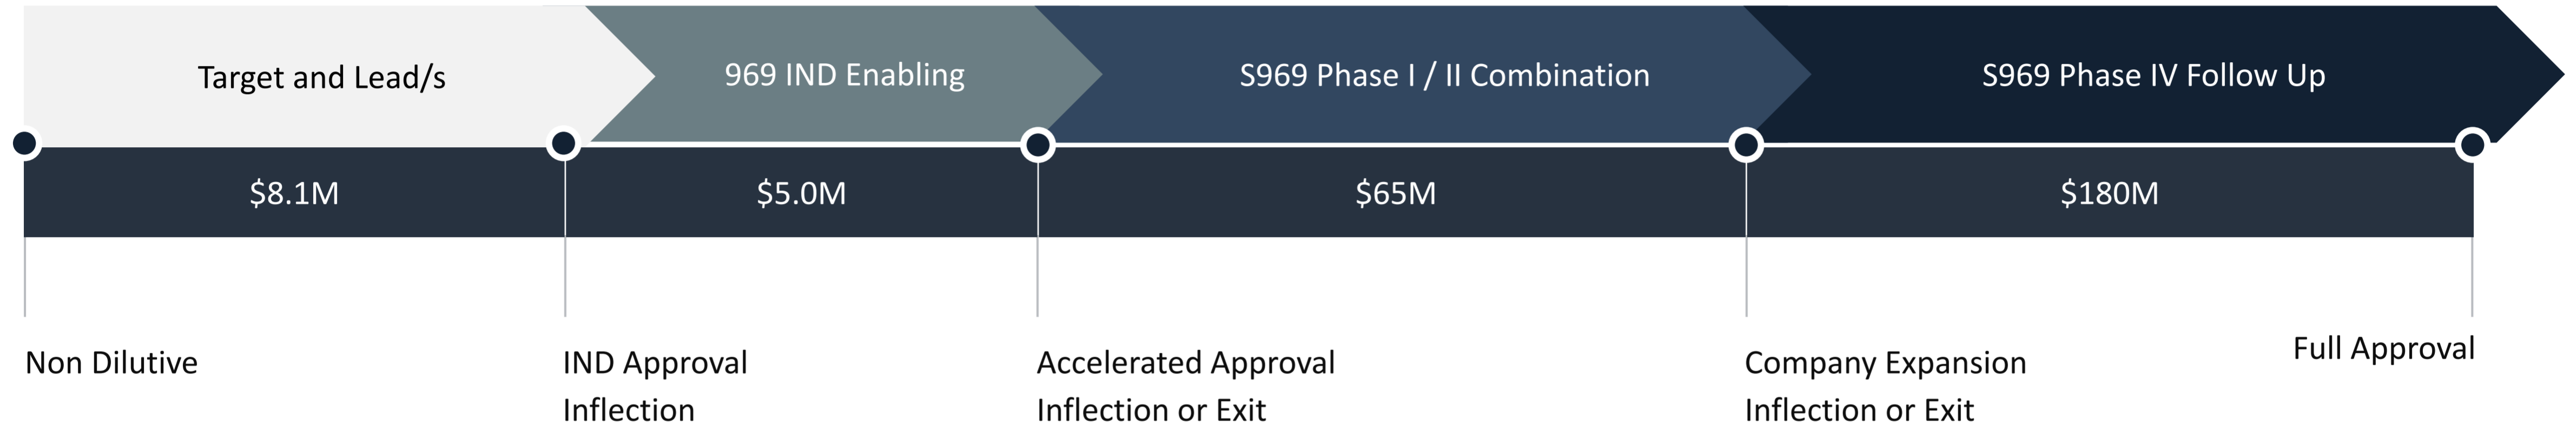 Target and Lead/s
969 IND Enabling
S969 Phase I / II Combination
S969 Phase IV Follow Up
$8.1M
$5.0M
$65M
$180M
Non Dilutive
IND Approval
Inflection
Accelerated Approval
Inflection or Exit
Company Expansion
Inflection or Exit
Full Approval